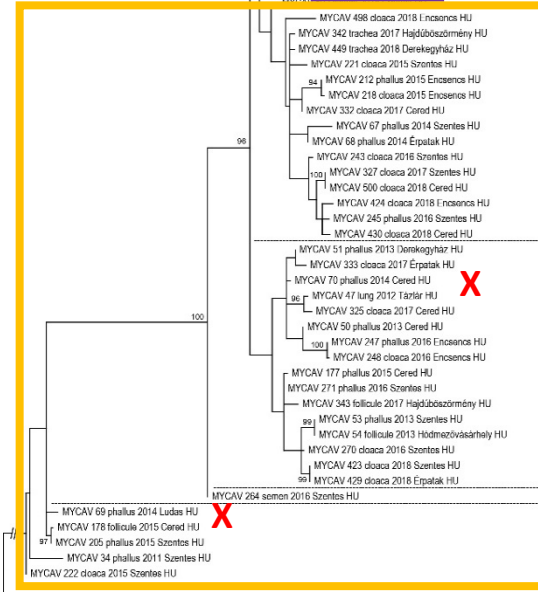 MYCAV 498 cloaca 2018 Encsencs HU
MYCAV 342 trachea 2017 Hajdúböszörmény HU
MYCAV 449 trachea 2018 Derekegyház HU
MYCAV 221 cloaca 2015 Szentes HU
94
MYCAV 212 phallus 2015 Encsencs HU
MYCAV 218 cloaca 2015 Encsencs HU
MYCAV 332 cloaca 2017 Cered HU
MYCAV 67 phallus 2014 Szentes HU
96
MYCAV 68 phallus 2014 Érpatak HU
MYCAV 243 cloaca 2016 Szentes HU
100
MYCAV 327 cloaca 2017 Szentes HU
MYCAV 500 cloaca 2018 Cered HU
MYCAV 424 cloaca 2018 Encsencs HU
MYCAV 245 phallus 2016 Szentes HU
MYCAV 430 cloaca 2018 Cered HU
MYCAV 51 phallus 2013 Derekegyház HU
MYCAV 333 cloaca 2017 Érpatak HU
MYCAV 70 phallus 2014 Cered HU X
96
MYCAV 47 lung 2012 Tázlár HU
MYCAV 325 cloaca 2017 Cered HU
100
MYCAV 50 phallus 2013 Cered HU
100
MYCAV 247 phallus 2016 Encsencs HU
MYCAV 248 cloaca 2016 Encsencs HU
MYCAV 177 phallus 2015 Cered HU
MYCAV 271 phallus 2016 Szentes HU
MYCAV 343 follicule 2017 Hajdúböszörmény HU
99
MYCAV 53 phallus 2013 Szentes HU
MYCAV 54 follicule 2013 Hódmezővásárhely HU
MYCAV 270 cloaca 2016 Szentes HU
MYCAV 423 cloaca 2018 Szentes HU
99
MYCAV 429 cloaca 2018 Érpatak HU
MYCAV 264 semen 2016 Szentes HU
MYCAV 69 phallus 2014 Ludas HU X
MYCAV 178 follicule 2015 Cered HU
97
MYCAV 205 phallus 2015 Szentes HU
MYCAV 34 phallus 2011 Szentes HU
MYCAV 222 cloaca 2015 Szentes HU